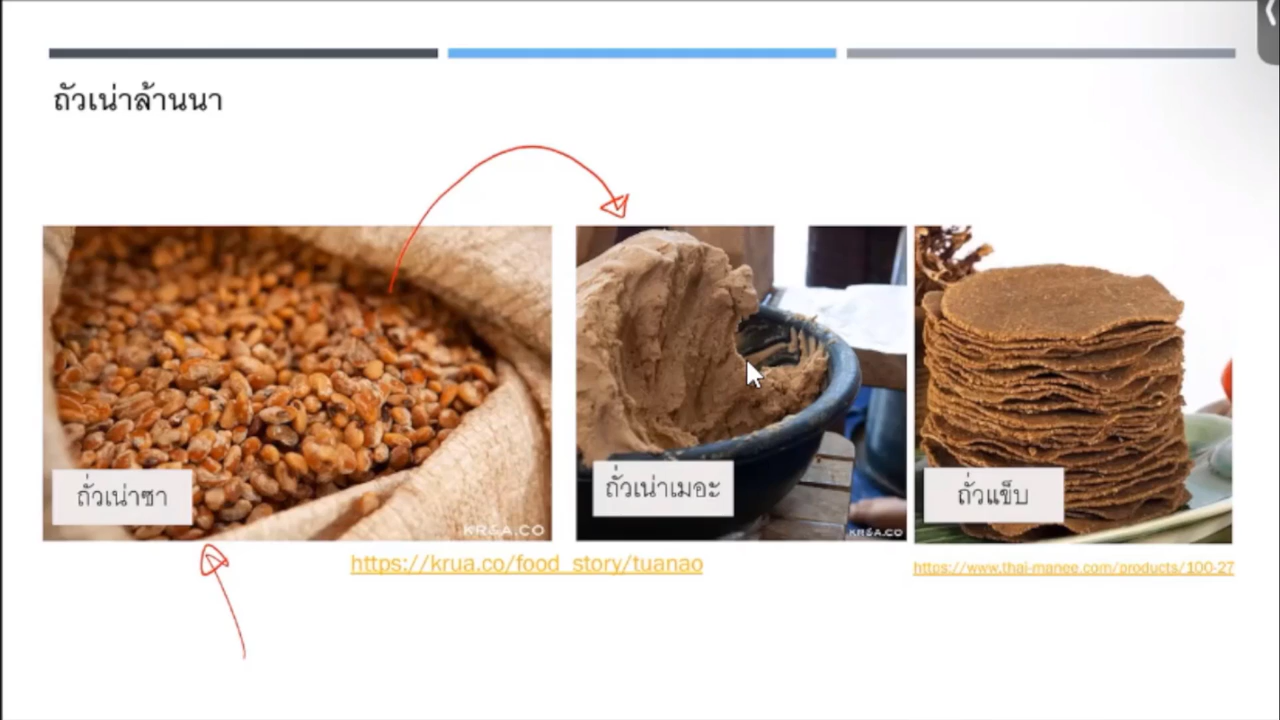 ถัวเน่าล้านนา
ถั่วเน่าซา
ถั่วเน่าเมอะ
ถั่วแข็บ
KRUA.CO
KRUA.CO
https://krua.co/food_story/tuanao
https://www.thai-manee.com/products/100-27